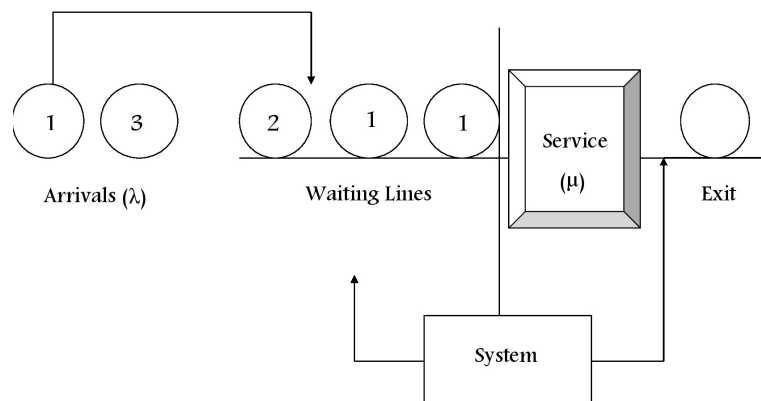 1 3 2 1 1
Service
(μ)
Arrivals (λ) Waiting Lines Exit
System